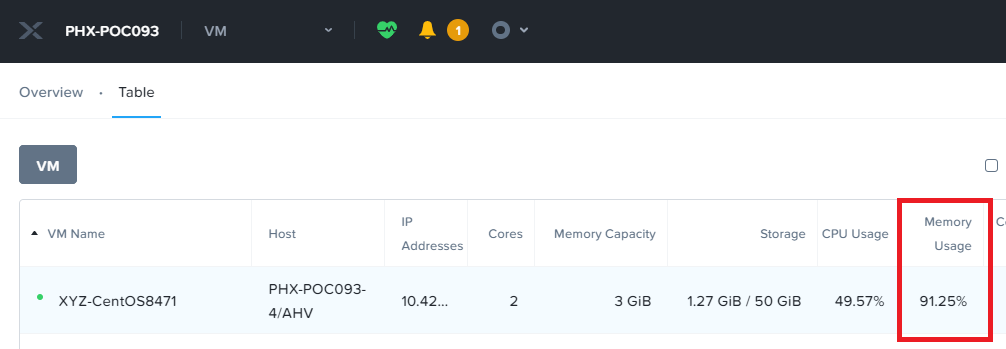 PHX-POC093 VM 1
Overview · Table
VM
VM Name Host IP Addresses Cores Memory Capacity Storage CPU Usage Memory Usage
XYZ-CentOS8471 PHX-POC093-4/AHV 10.42... 2 3 GiB 1.27 GiB / 50 GiB 49.57% 91.25%